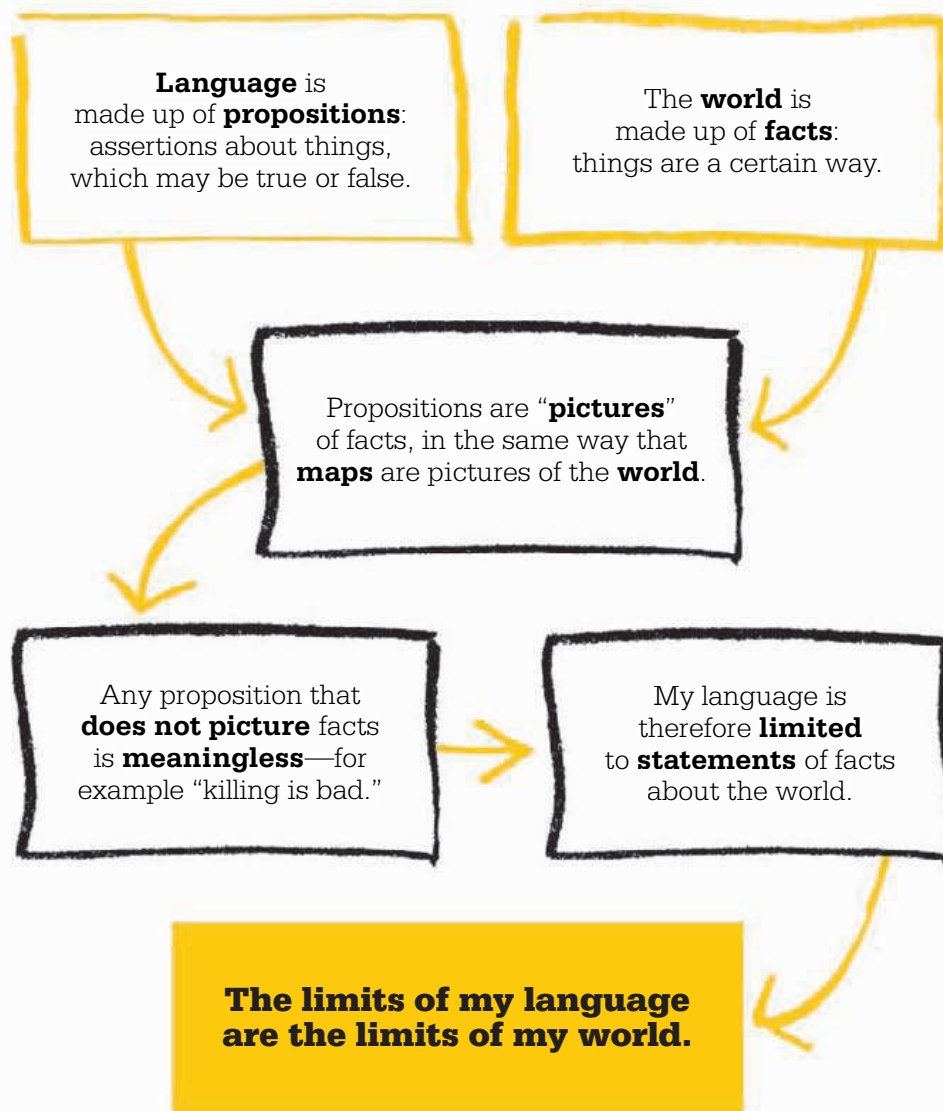 Language is
made up of propositions:
assertions about things,
which may be true or false.
The world is
made up of facts:
things are a certain way.
Propositions are “pictures”
of facts, in the same way that
maps are pictures of the world.
Any proposition that
does not picture facts
is meaningless—for
example “killing is bad.”
My language is
therefore limited
to statements of facts
about the world.
The limits of my language
are the limits of my world.